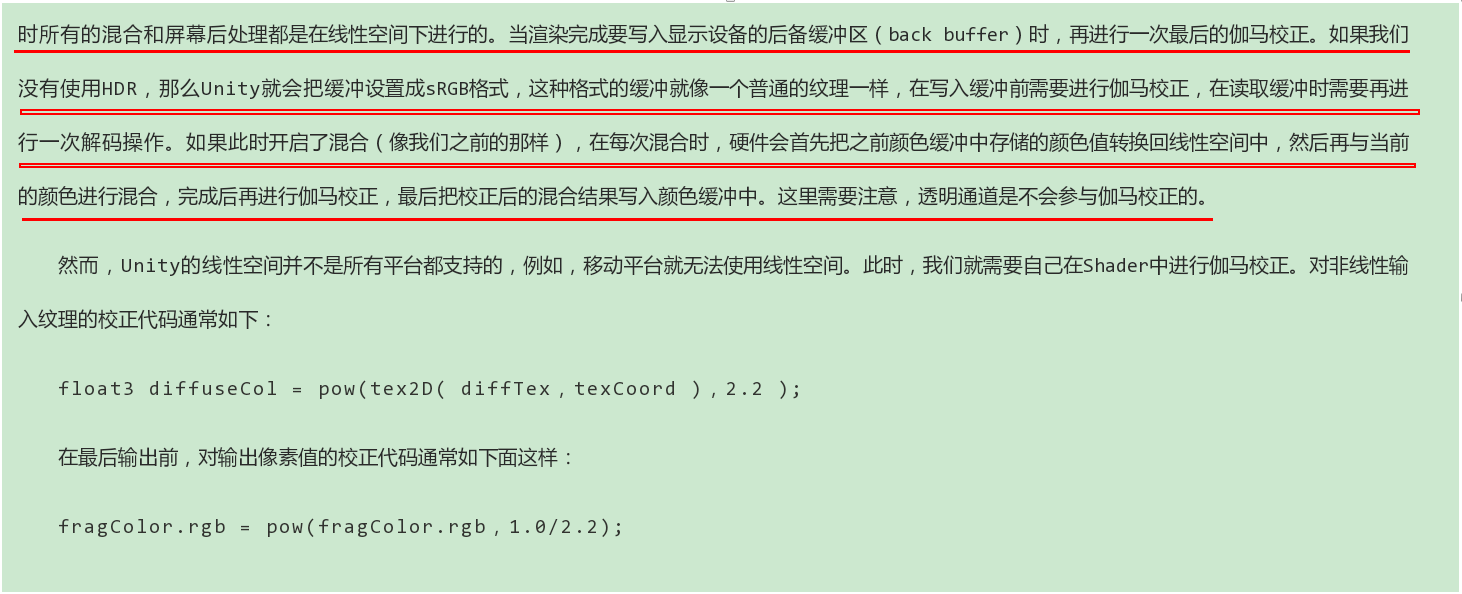 时所有的混合和屏幕后处理都是在线性空间下进行的。当渲染完成要写入显示设备的后备缓冲区（back buffer）时，再进行一次最后的伽马校正。如果我们
没有使用HDR，那么Unity就会把缓冲设置成sRGB格式，这种格式的缓冲就像一个普通的纹理一样，在写入缓冲前需要进行伽马校正，在读取缓冲时需要再进
行一次解码操作。如果此时开启了混合（像我们之前的那样），在每次混合时，硬件会首先把之前颜色缓冲中存储的颜色值转换回线性空间中，然后再与当前
的颜色进行混合，完成后再进行伽马校正，最后把校正后的混合结果写入颜色缓冲中。这里需要注意，透明通道是不会参与伽马校正的。
然而，Unity的线性空间并不是所有平台都支持的，例如，移动平台就无法使用线性空间。此时，我们就需要自己在Shader中进行伽马校正。对非线性输
入纹理的校正代码通常如下：
float3 diffuseCol = pow(tex2D( diffTex，texCoord )，2.2 );
在最后输出前，对输出像素值的校正代码通常如下面这样：
fragColor.rgb = pow(fragColor.rgb，1.0/2.2);